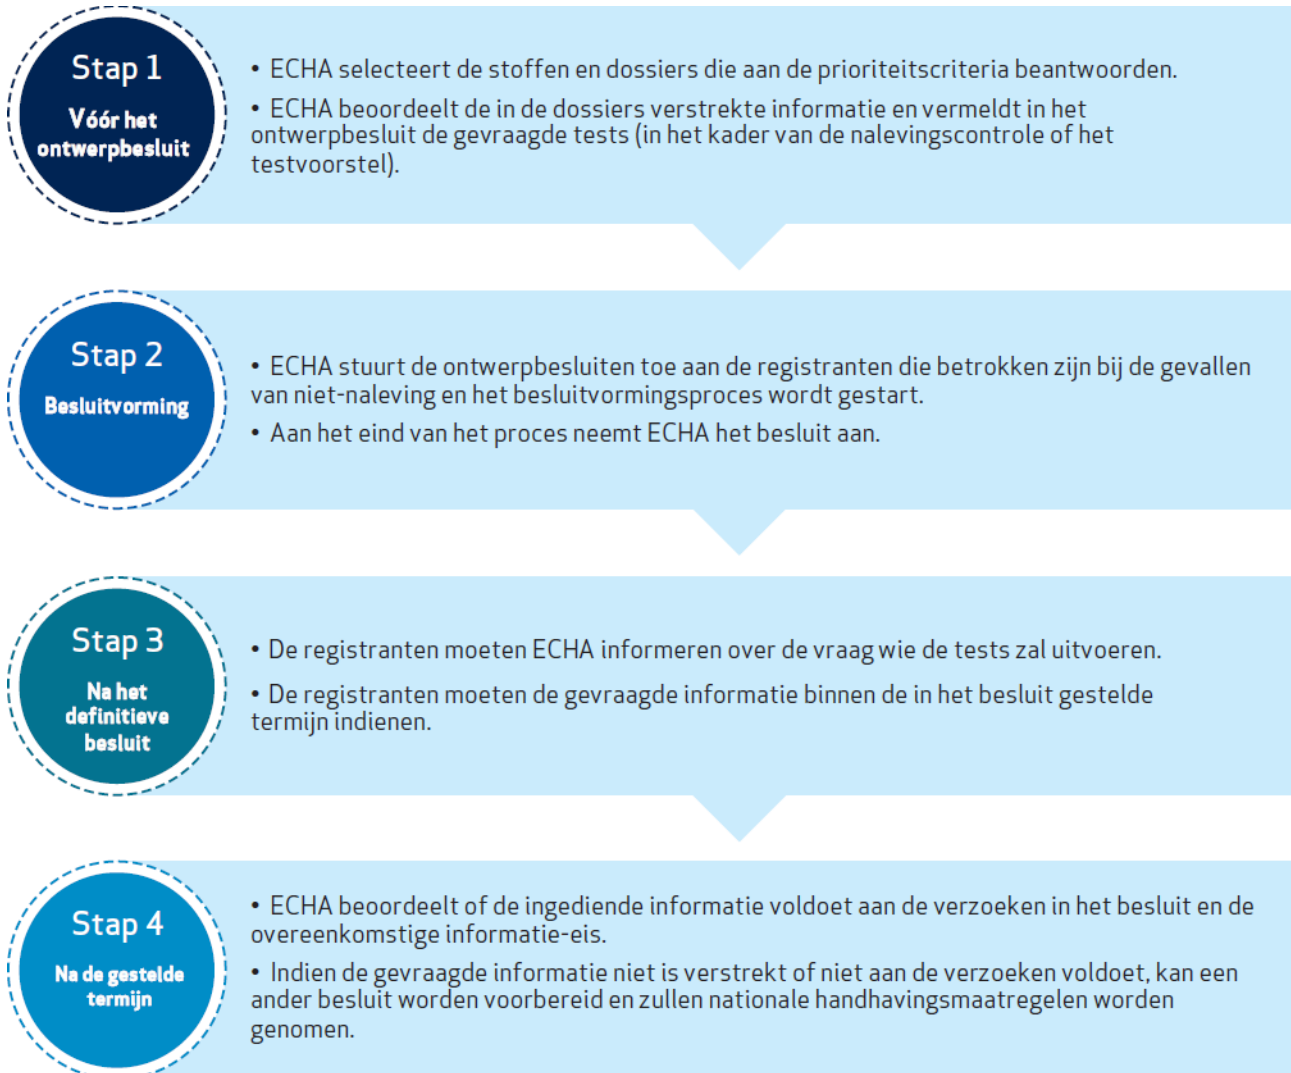 Stap 1
Vóór het
ontwerpbesluit
• ECHA selecteert de stoffen en dossiers die aan de prioriteitscriteria beantwoorden.
• ECHA beoordeelt de in de dossiers verstrekte informatie en vermeldt in het
ontwerpbesluit de gevraagde tests (in het kader van de nalevingscontrole of het
testvoorstel).
Stap 2
Besluitvorming
• ECHA stuurt de ontwerpbesluiten toe aan de registranten die betrokken zijn bij de gevallen
van niet-naleving en het besluitvormingsproces wordt gestart.
• Aan het eind van het proces neemt ECHA het besluit aan.
Stap 3
Na het
definitieve
besluit
• De registranten moeten ECHA informeren over de vraag wie de tests zal uitvoeren.
• De registranten moeten de gevraagde informatie binnen de in het besluit gestelde
termijn indienen.
Stap 4
Na de gestelde
termijn
• ECHA beoordeelt of de ingediende informatie voldoet aan de verzoeken in het besluit en de
overeenkomstige informatie-eis.
• Indien de gevraagde informatie niet is verstrekt of niet aan de verzoeken voldoet, kan een
ander besluit worden voorbereid en zullen nationale handhavingsmaatregelen worden
genomen.